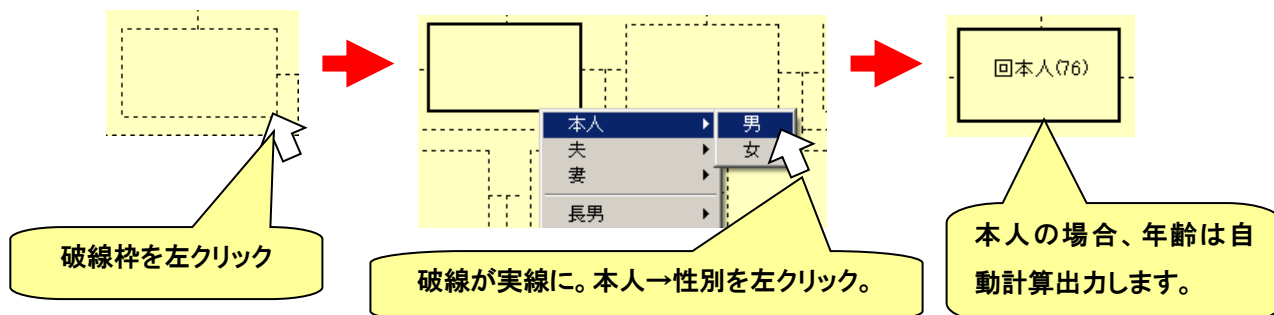 回本人(76)
本人
男
夫
女
妻
長男
破線枠を左クリック
破線が実線に。本人→性別を左クリック。
本人の場合、年齢は自
動計算出力します。